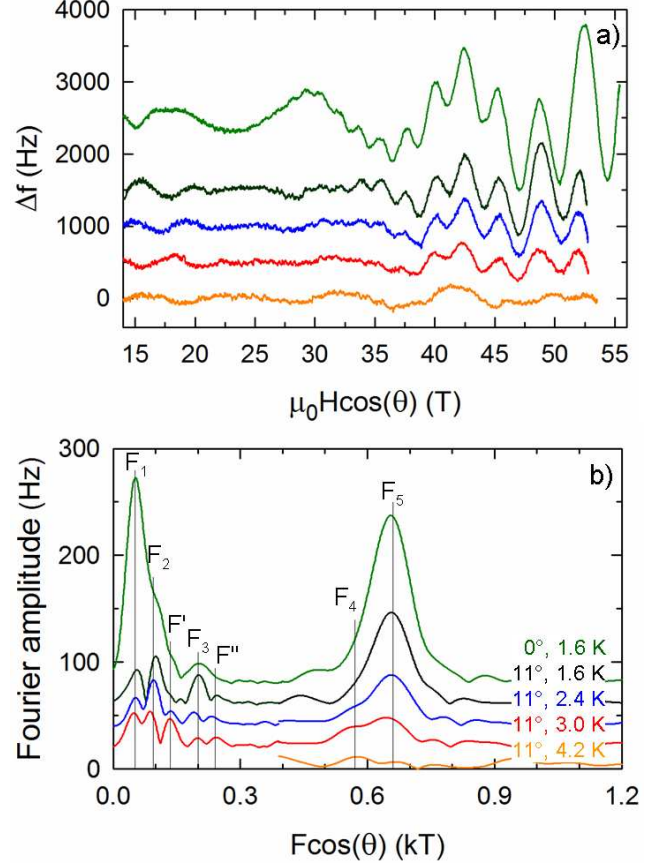 4000
a)
3000
2000
1000
0
Δf (Hz)
15 20 25 30 35 40 45 50 55
μ₀Hcos(θ) (T)
300
b)
F₁
F₅
F₂
200
F'
F₃
F''
F₄
0°, 1.6 K
100
11°, 1.6 K
11°, 2.4 K
11°, 3.0 K
11°, 4.2 K
0
Fourier amplitude (Hz)
0.0 0.3 0.6 0.9 1.2
Fcos(θ) (kT)